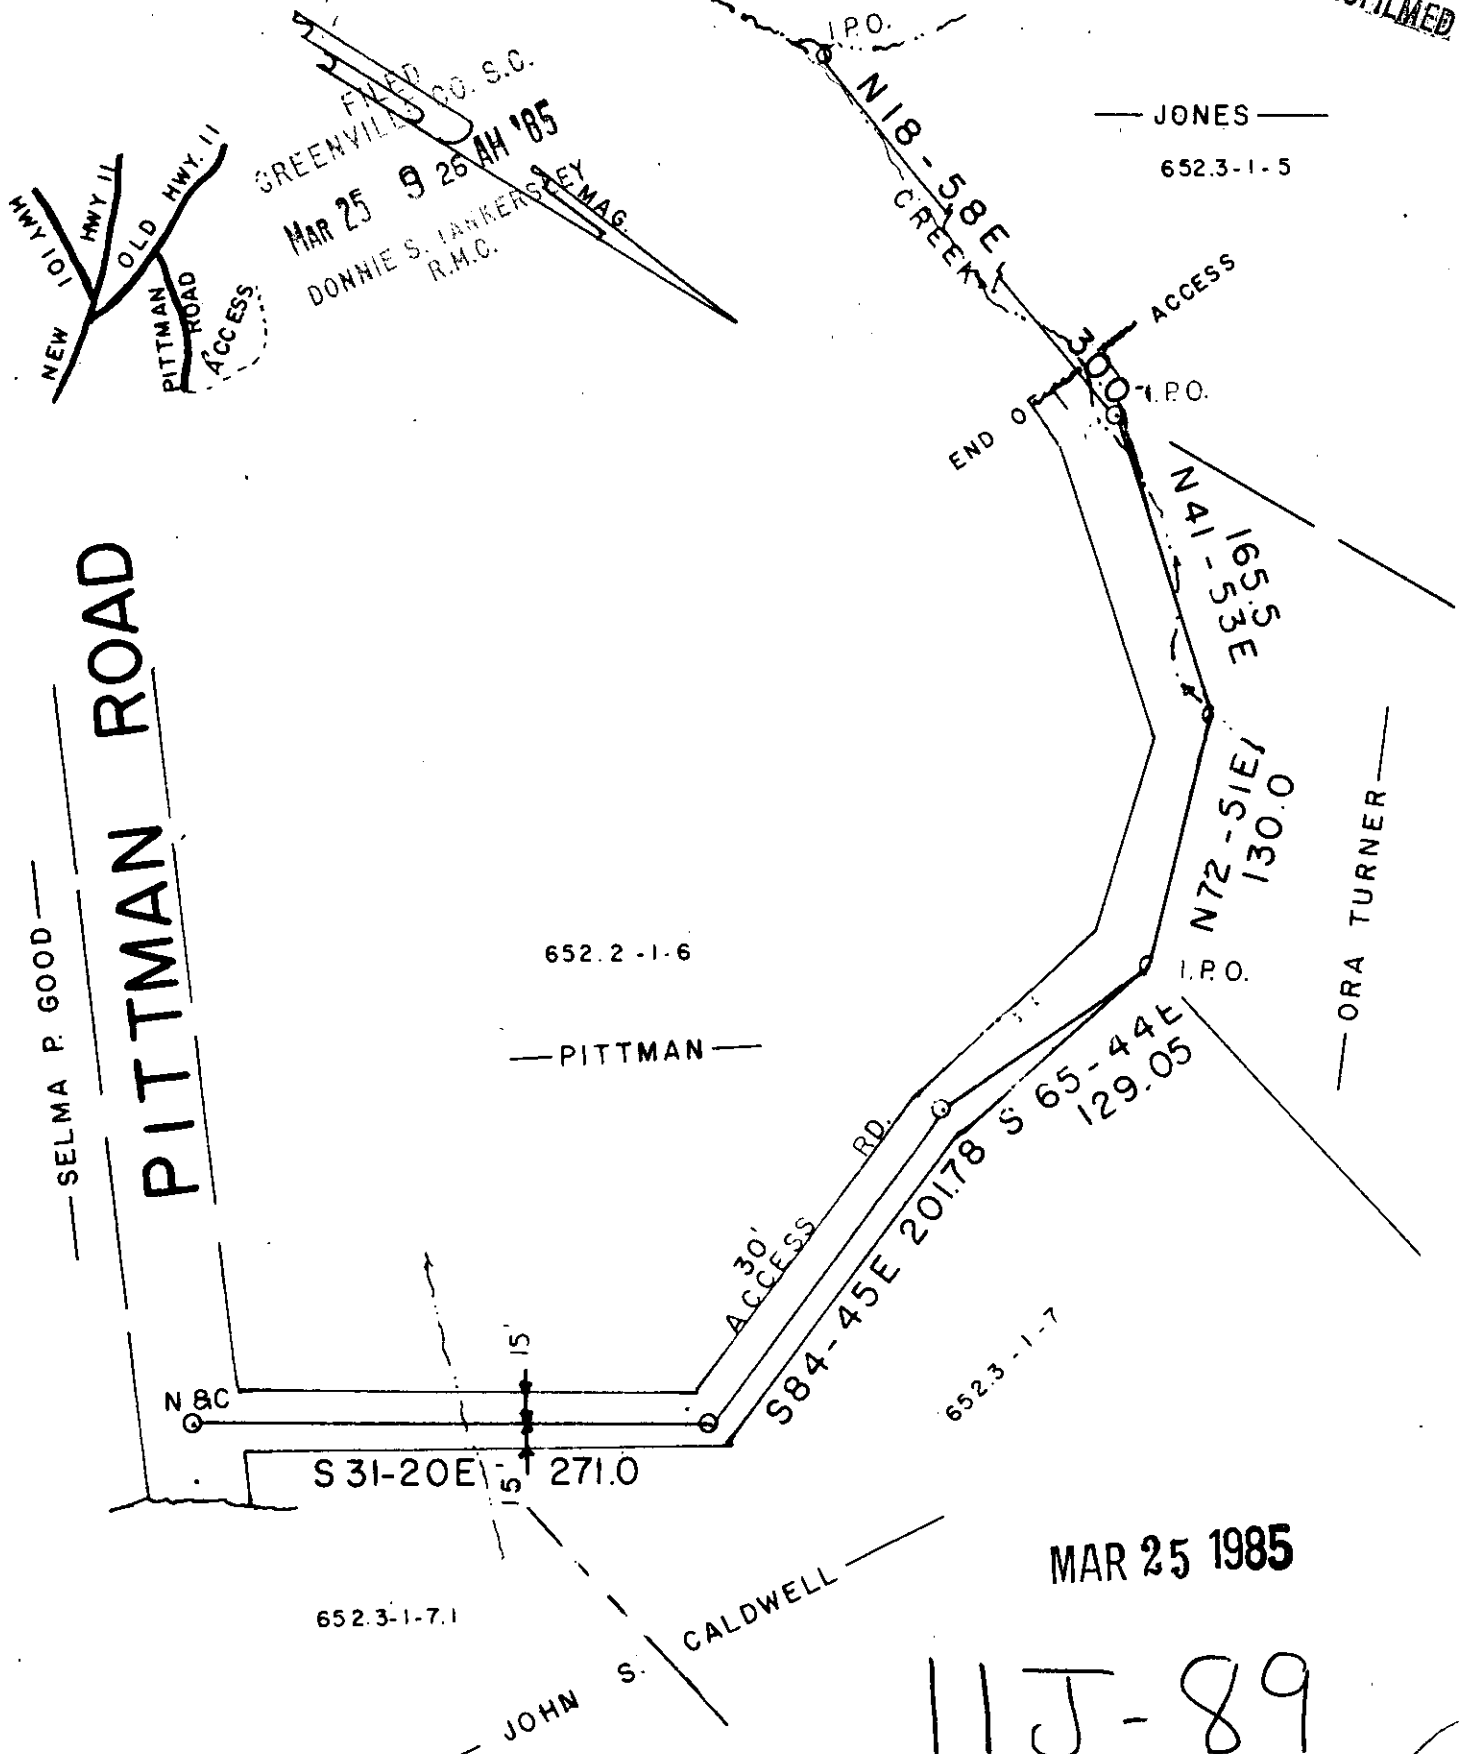 I.P.O.
N18-58E
CREEK
— JONES —
652.3-1-5
FILED
GREENVILLE CO. S.C.
MAR 25 9 26 AM '85
DONNIE S. TANKERSLEY
R.M.C.
MAG.
HWY 101
HWY 11
OLD HWY. 11
NEW
PITTMAN ROAD
ACCESS
END OF ACCESS
30.0
I.P.O.
N41-53E
165.5
PITTMAN ROAD
— SELMA P. GOOD —
N72-51E
130.0
— ORA TURNER —
652.2-1-6
— PITTMAN —
I.P.O.
S 65-44E
129.05
30'
ACCESS RD.
S84-45E 201.78
652.3-1-7
15'
N&C
S 31-20E 271.0
15'
652.3-1-7.1
— JOHN S. CALDWELL —
MAR 25 1985
11J-89